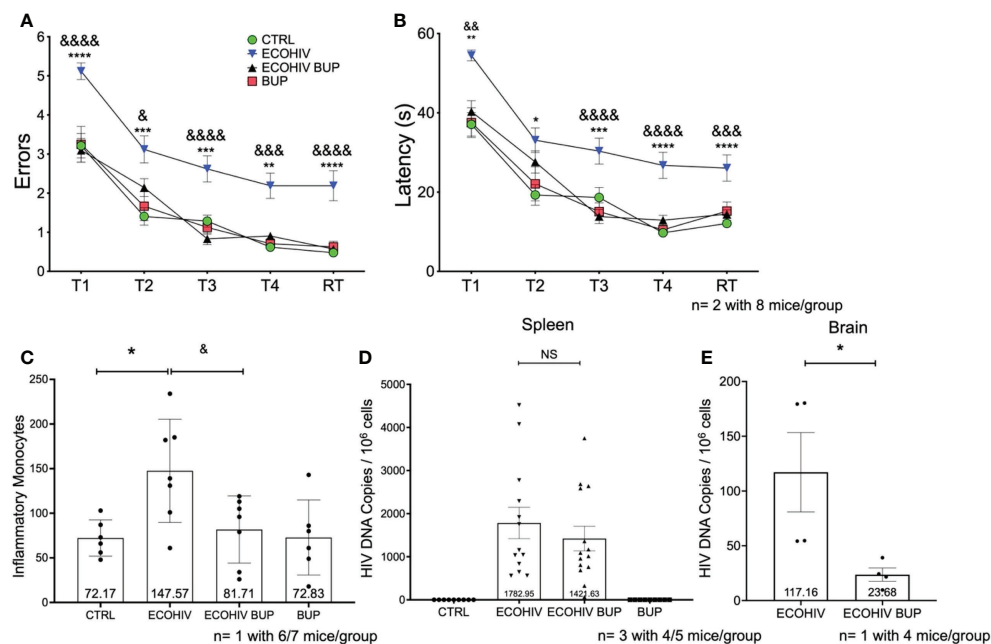 A
Errors
6
5
4
3
2
1
0
&&&&
****
&
***
&&&&
***
&&&
**
&&&&
****
CTRL
ECOHIV
ECOHIV BUP
BUP
T1 T2 T3 T4 RT
B
Latency (s)
60
40
20
0
&&
**
*
&&&&
***
&&&&
****
&&&
****
T1 T2 T3 T4 RT
n= 2 with 8 mice/group
C
* &
Inflammatory Monocytes
250
200
150
100
50
0
72.17 147.57 81.71 72.83
CTRL ECOHIV ECOHIV BUP BUP
n= 1 with 6/7 mice/group
D
Spleen
NS
HIV DNA Copies / 10⁶ cells
5000
4000
3000
2000
1000
0
1782.95 1421.63
CTRL ECOHIV ECOHIV BUP BUP
n= 3 with 4/5 mice/group
E
Brain
*
HIV DNA Copies / 10⁶ cells
200
150
100
50
0
117.16 23.68
ECOHIV ECOHIV BUP
n= 1 with 4 mice/group